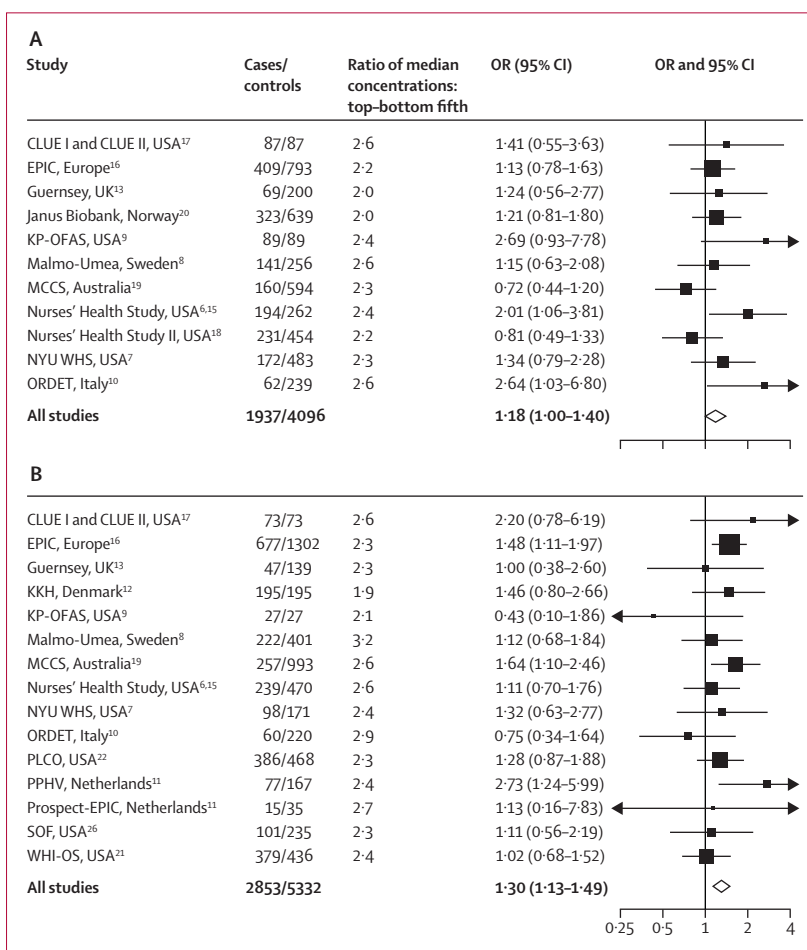 A
Study Cases/ Ratio of median OR (95% CI) OR and 95% CI
controls concentrations:
top–bottom fifth
CLUE I and CLUE II, USA¹⁷ 87/87 2·6 1·41 (0·55–3·63)
EPIC, Europe¹⁶ 409/793 2·2 1·13 (0·78–1·63)
Guernsey, UK¹³ 69/200 2·0 1·24 (0·56–2·77)
Janus Biobank, Norway²⁰ 323/639 2·0 1·21 (0·81–1·80)
KP-OFAS, USA⁹ 89/89 2·4 2·69 (0·93–7·78)
Malmo-Umea, Sweden⁸ 141/256 2·6 1·15 (0·63–2·08)
MCCS, Australia¹⁹ 160/594 2·3 0·72 (0·44–1·20)
Nurses' Health Study, USA⁶,¹⁵ 194/262 2·4 2·01 (1·06–3·81)
Nurses' Health Study II, USA¹⁸ 231/454 2·2 0·81 (0·49–1·33)
NYU WHS, USA⁷ 172/483 2·3 1·34 (0·79–2·28)
ORDET, Italy¹⁰ 62/239 2·6 2·64 (1·03–6·80)
All studies 1937/4096 1·18 (1·00–1·40)
B
CLUE I and CLUE II, USA¹⁷ 73/73 2·6 2·20 (0·78–6·19)
EPIC, Europe¹⁶ 677/1302 2·3 1·48 (1·11–1·97)
Guernsey, UK¹³ 47/139 2·3 1·00 (0·38–2·60)
KKH, Denmark¹² 195/195 1·9 1·46 (0·80–2·66)
KP-OFAS, USA⁹ 27/27 2·1 0·43 (0·10–1·86)
Malmo-Umea, Sweden⁸ 222/401 3·2 1·12 (0·68–1·84)
MCCS, Australia¹⁹ 257/993 2·6 1·64 (1·10–2·46)
Nurses' Health Study, USA⁶,¹⁵ 239/470 2·6 1·11 (0·70–1·76)
NYU WHS, USA⁷ 98/171 2·4 1·32 (0·63–2·77)
ORDET, Italy¹⁰ 60/220 2·9 0·75 (0·34–1·64)
PLCO, USA²² 386/468 2·3 1·28 (0·87–1·88)
PPHV, Netherlands¹¹ 77/167 2·4 2·73 (1·24–5·99)
Prospect-EPIC, Netherlands¹¹ 15/35 2·7 1·13 (0·16–7·83)
SOF, USA²⁶ 101/235 2·3 1·11 (0·56–2·19)
WHI-OS, USA²¹ 379/436 2·4 1·02 (0·68–1·52)
All studies 2853/5332 1·30 (1·13–1·49)
0·25 0·5 1 2 4